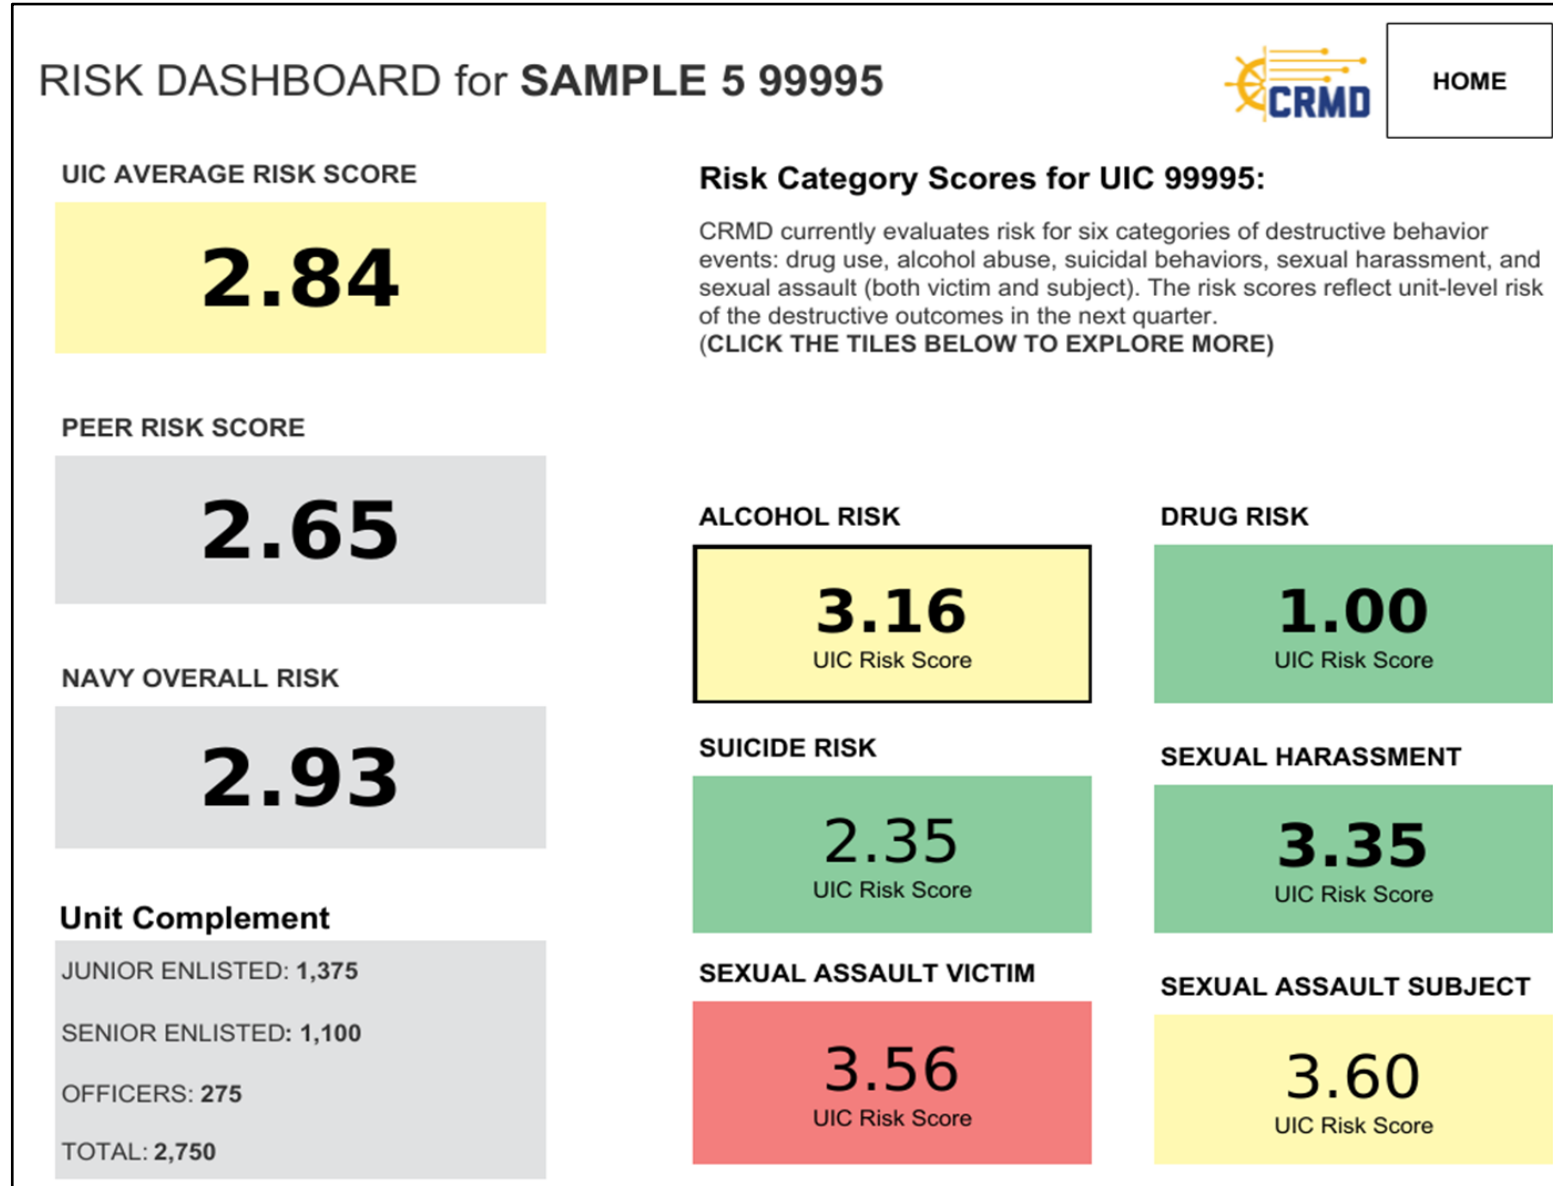 RISK DASHBOARD for SAMPLE 5 99995
CRMD
HOME
UIC AVERAGE RISK SCORE
2.84
PEER RISK SCORE
2.65
NAVY OVERALL RISK
2.93
Unit Complement
JUNIOR ENLISTED: 1,375
SENIOR ENLISTED: 1,100
OFFICERS: 275
TOTAL: 2,750
Risk Category Scores for UIC 99995:
CRMD currently evaluates risk for six categories of destructive behavior
events: drug use, alcohol abuse, suicidal behaviors, sexual harassment, and
sexual assault (both victim and subject). The risk scores reflect unit-level risk
of the destructive outcomes in the next quarter.
(CLICK THE TILES BELOW TO EXPLORE MORE)
ALCOHOL RISK
3.16
UIC Risk Score
DRUG RISK
1.00
UIC Risk Score
SUICIDE RISK
2.35
UIC Risk Score
SEXUAL HARASSMENT
3.35
UIC Risk Score
SEXUAL ASSAULT VICTIM
3.56
UIC Risk Score
SEXUAL ASSAULT SUBJECT
3.60
UIC Risk Score